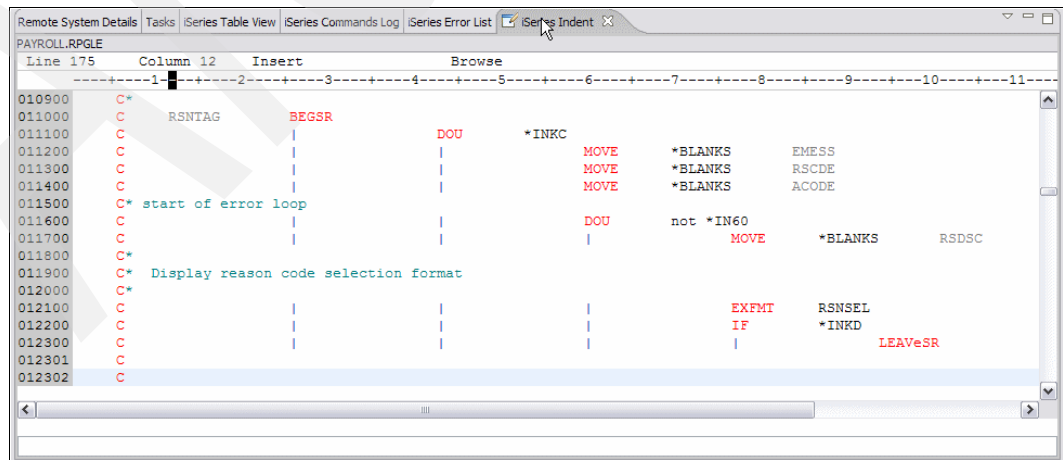 Remote System Details Tasks iSeries Table View iSeries Commands Log iSeries Error List iSeries Indent
PAYROLL.RPGLE
Line 175 Column 12 Insert Browse
----+----1----+----2----+----3----+----4----+----5----+----6----+----7----+----8----+----9----+---10----+---11----
010900 C*
011000 C RSNTAG BEGSR
011100 C | DOU *INKC
011200 C | | MOVE *BLANKS EMESS
011300 C | | MOVE *BLANKS RSCDE
011400 C | | MOVE *BLANKS ACODE
011500 C* start of error loop
011600 C | | DOU not *IN60
011700 C | | | MOVE *BLANKS RSDSC
011800 C*
011900 C* Display reason code selection format
012000 C*
012100 C | | | EXFMT RSNSEL
012200 C | | | IF *INKD
012300 C | | | | LEAVeSR
012301 C
012302 C